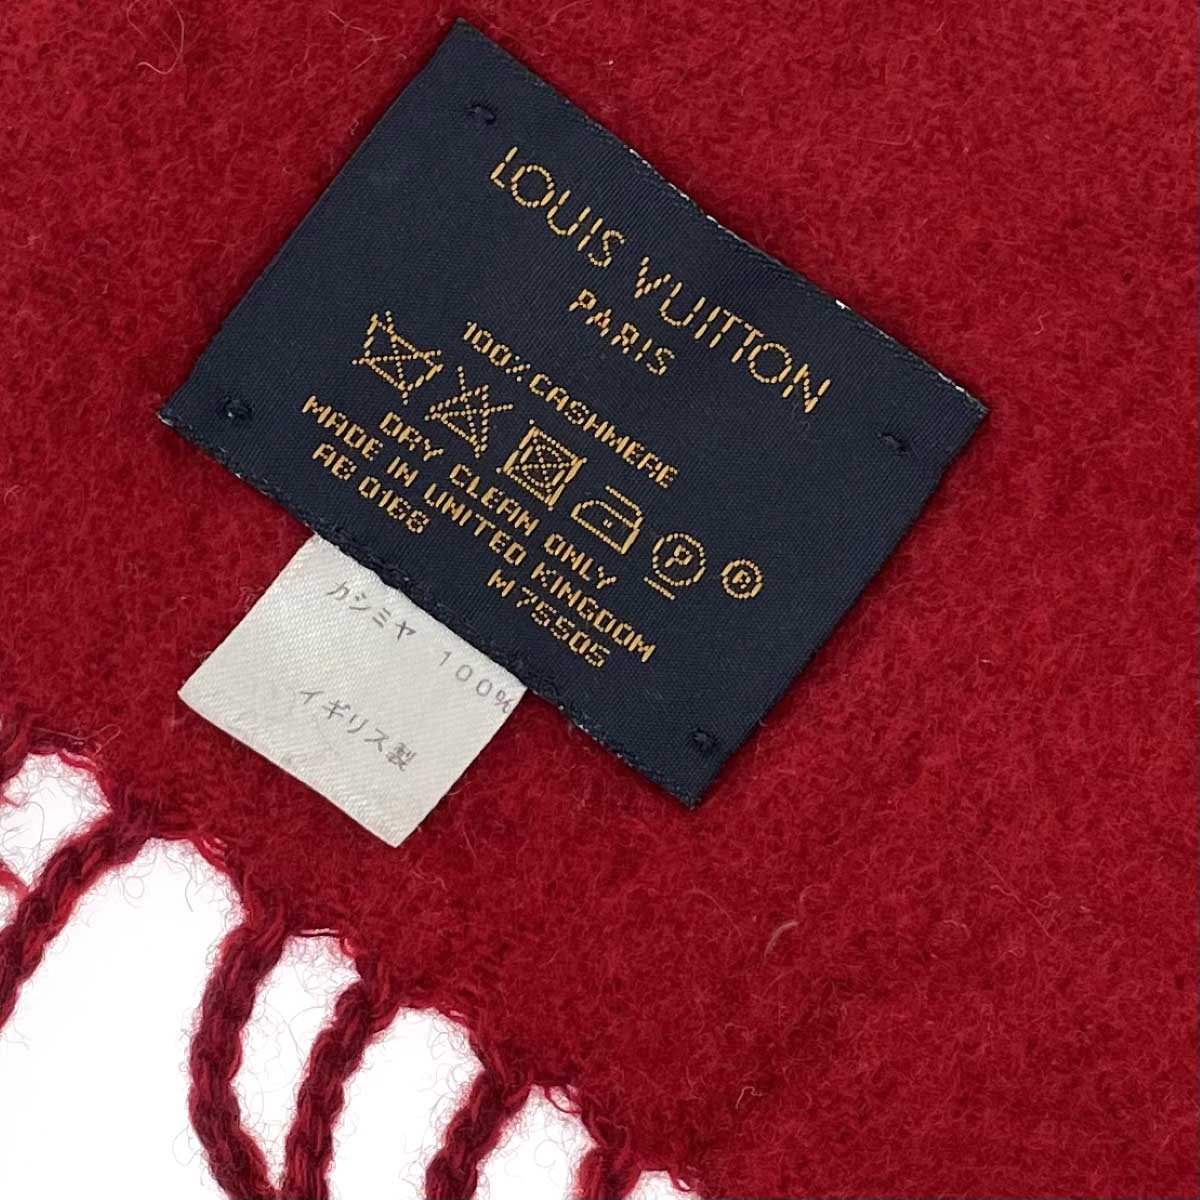 LOUIS VUITTON
PARIS
100% CASHMERE
P R
DRY CLEAN ONLY
MADE IN UNITED KINGDOM
AB 0168 M 75505
カシミヤ 100%
イギリス製